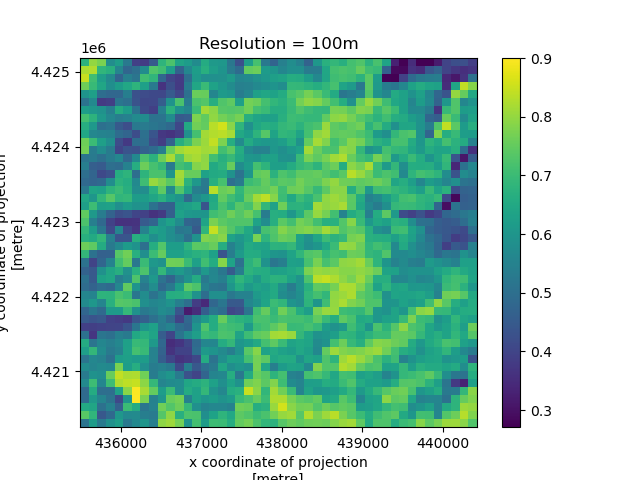 Resolution = 100m
1e6
4.425
4.424
4.423
4.422
4.421
y coordinate of projection
[metre]
436000 437000 438000 439000 440000
x coordinate of projection
[metre]
0.9
0.8
0.7
0.6
0.5
0.4
0.3